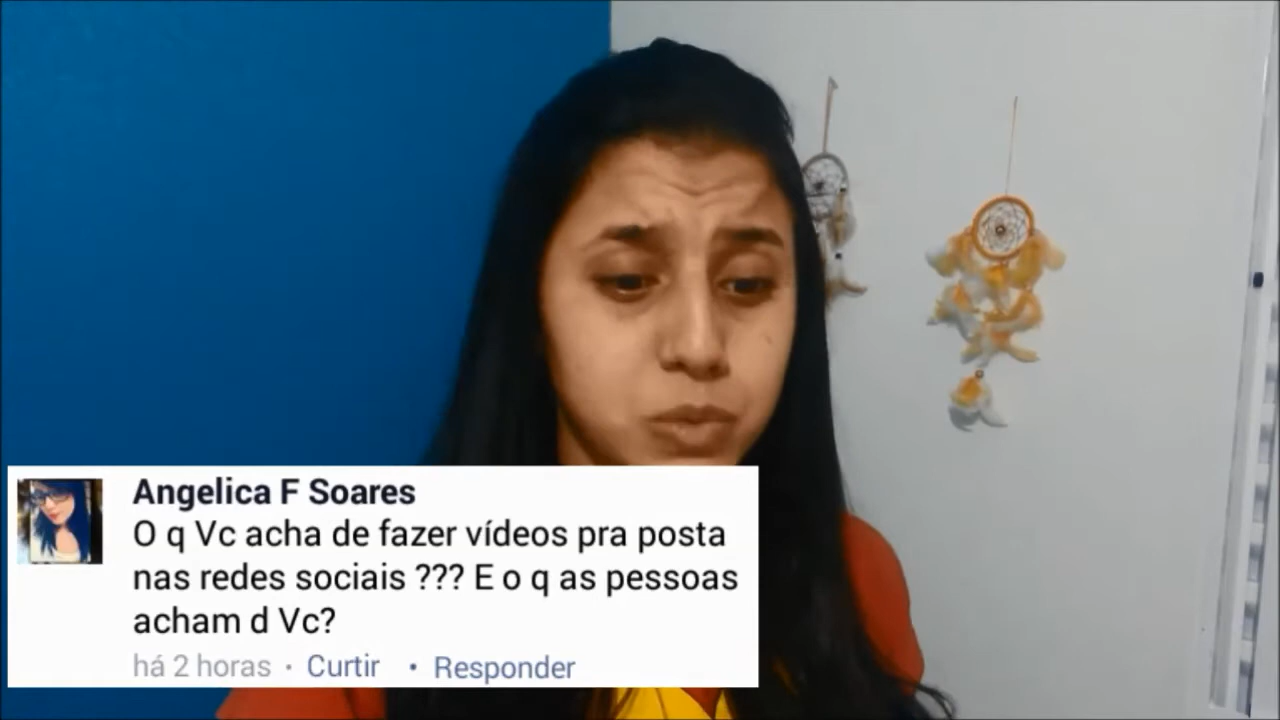 Angelica F Soares
O q Vc acha de fazer vídeos pra posta
nas redes sociais ??? E o q as pessoas
acham d Vc?
há 2 horas • Curtir • Responder